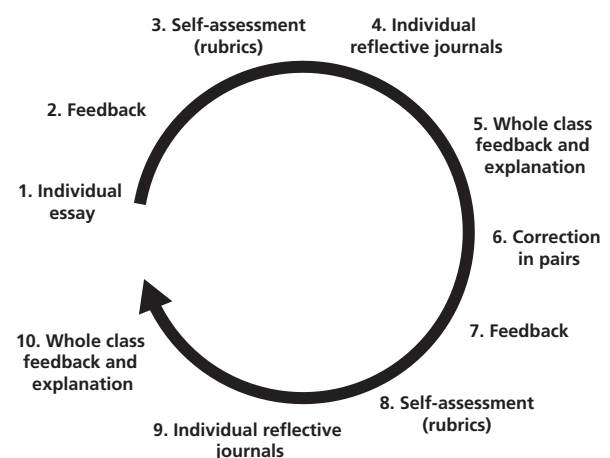 1. Individual
essay
2. Feedback
3. Self-assessment
(rubrics)
4. Individual
reflective journals
5. Whole class
feedback and
explanation
6. Correction
in pairs
7. Feedback
8. Self-assessment
(rubrics)
9. Individual reflective
journals
10. Whole class
feedback and
explanation